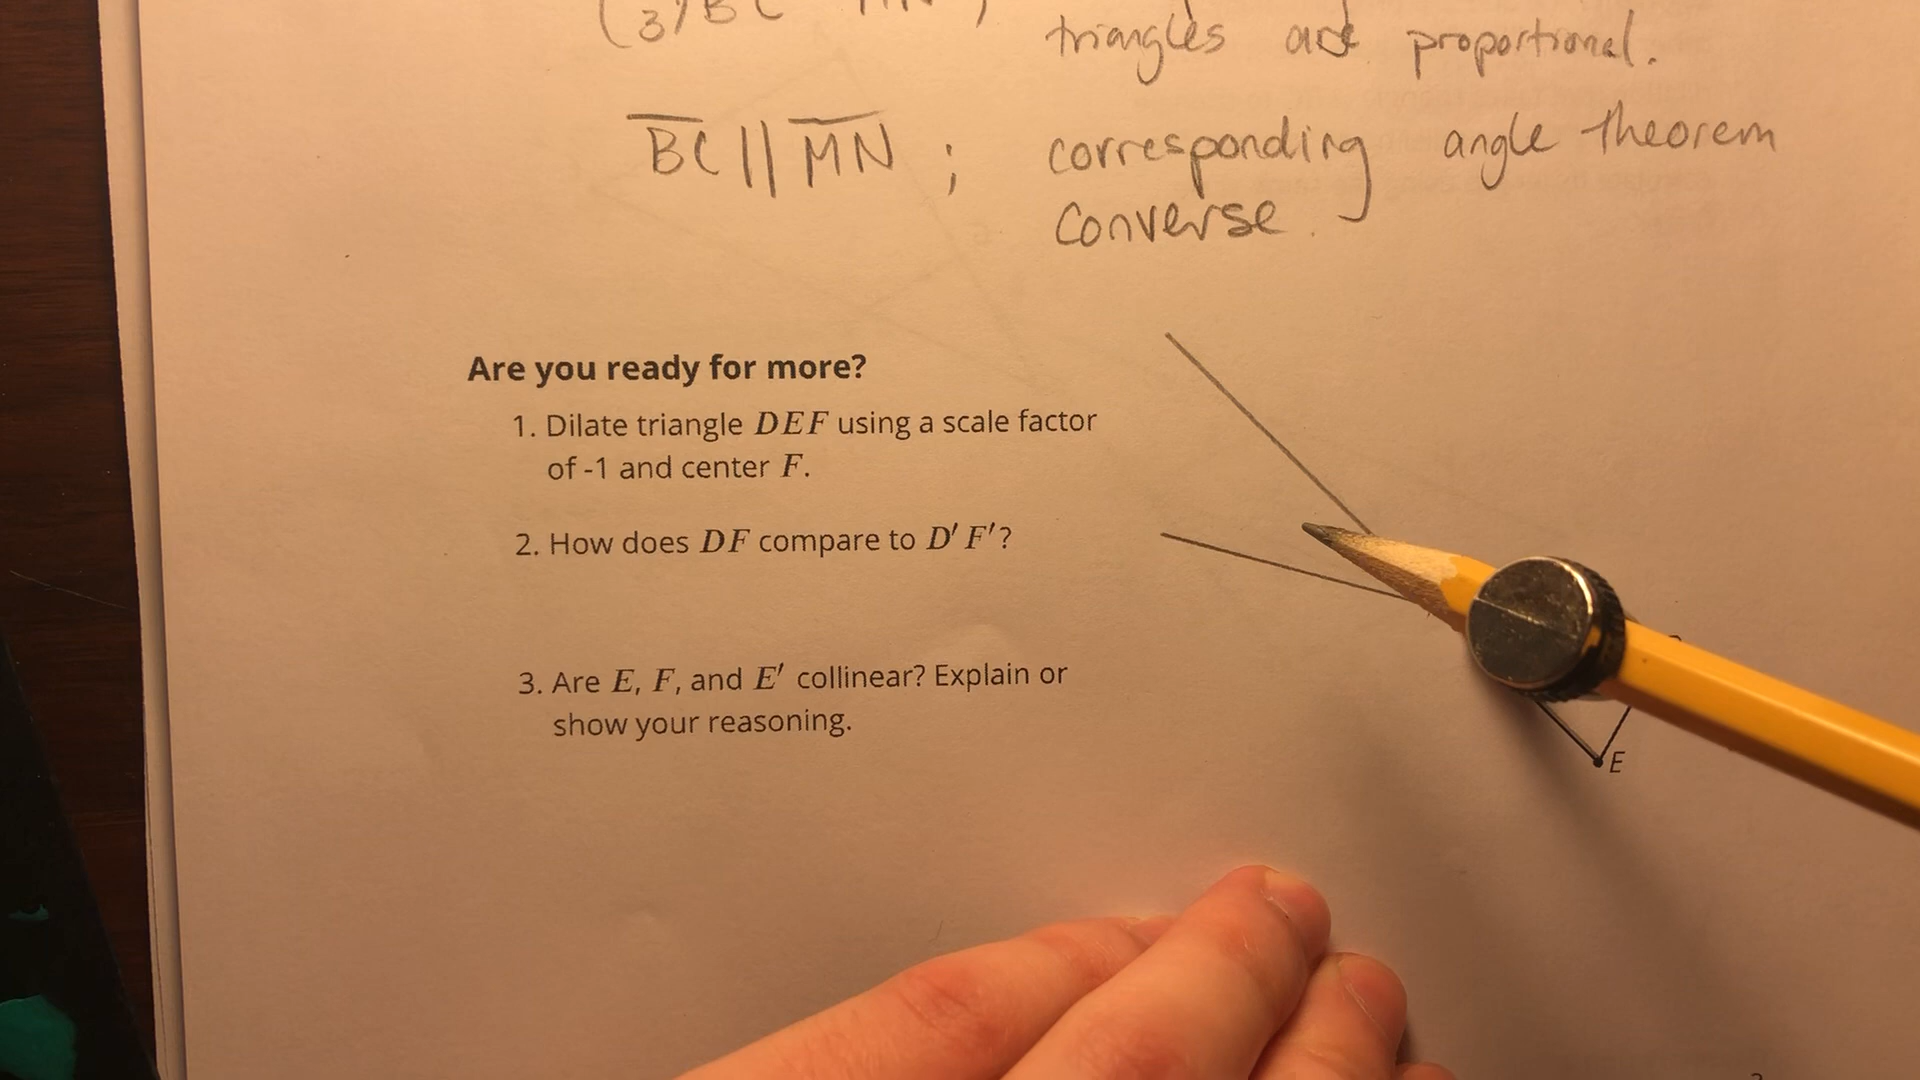 triangles are proportional.
BC || MN ; corresponding angle theorem
converse.
Are you ready for more?
1. Dilate triangle DEF using a scale factor
of -1 and center F.
2. How does DF compare to D′ F′?
3. Are E, F, and E′ collinear? Explain or
show your reasoning.
E